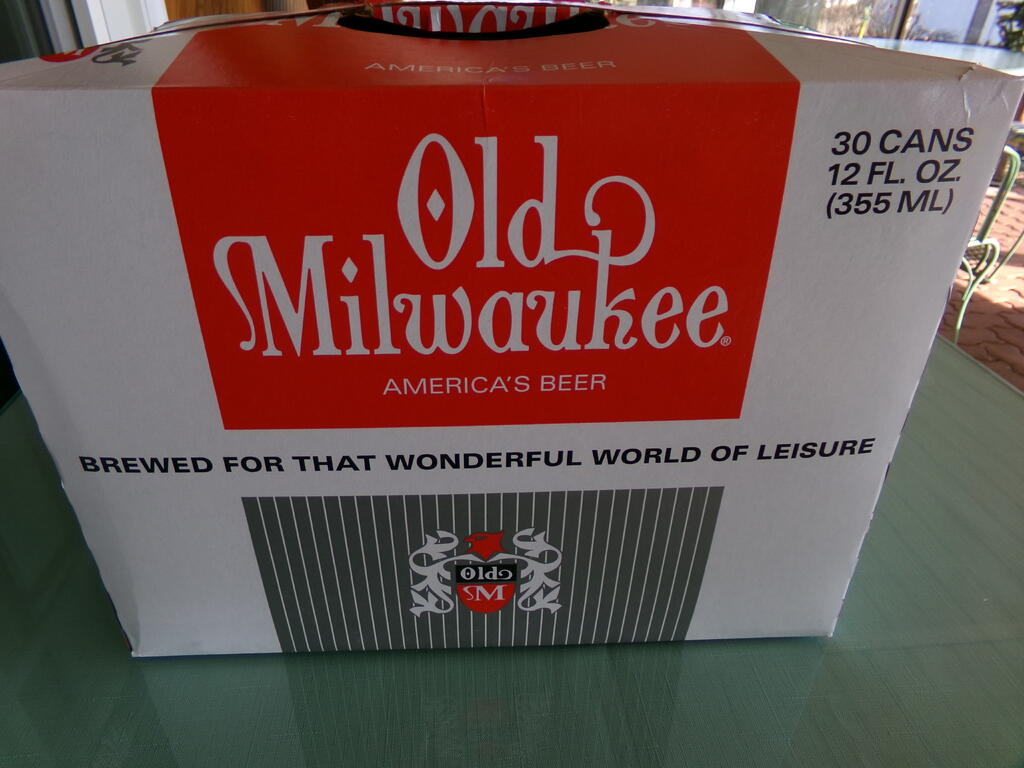 AMERICA'S BEER
Old
Milwaukee®
AMERICA'S BEER
30 CANS
12 FL. OZ.
(355 ML)
BREWED FOR THAT WONDERFUL WORLD OF LEISURE
Old
M